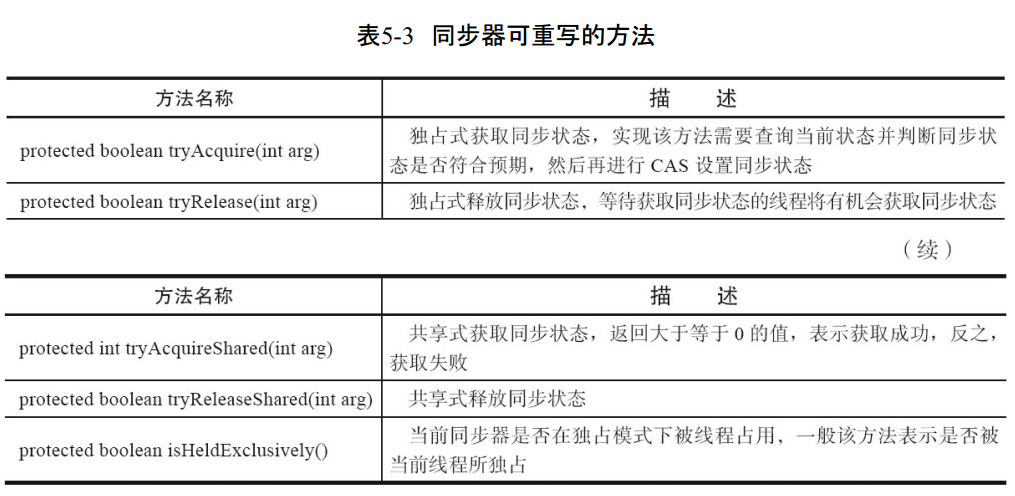 表5-3 同步器可重写的方法
方法名称 描 述
protected boolean tryAcquire(int arg) 独占式获取同步状态，实现该方法需要查询当前状态并判断同步状
态是否符合预期，然后再进行 CAS 设置同步状态
protected boolean tryRelease(int arg) 独占式释放同步状态，等待获取同步状态的线程将有机会获取同步状态
（续）
方法名称 描 述
protected int tryAcquireShared(int arg) 共享式获取同步状态，返回大于等于 0 的值，表示获取成功，反之，
获取失败
protected boolean tryReleaseShared(int arg) 共享式释放同步状态
protected boolean isHeldExclusively() 当前同步器是否在独占模式下被线程占用，一般该方法表示是否被
当前线程所独占